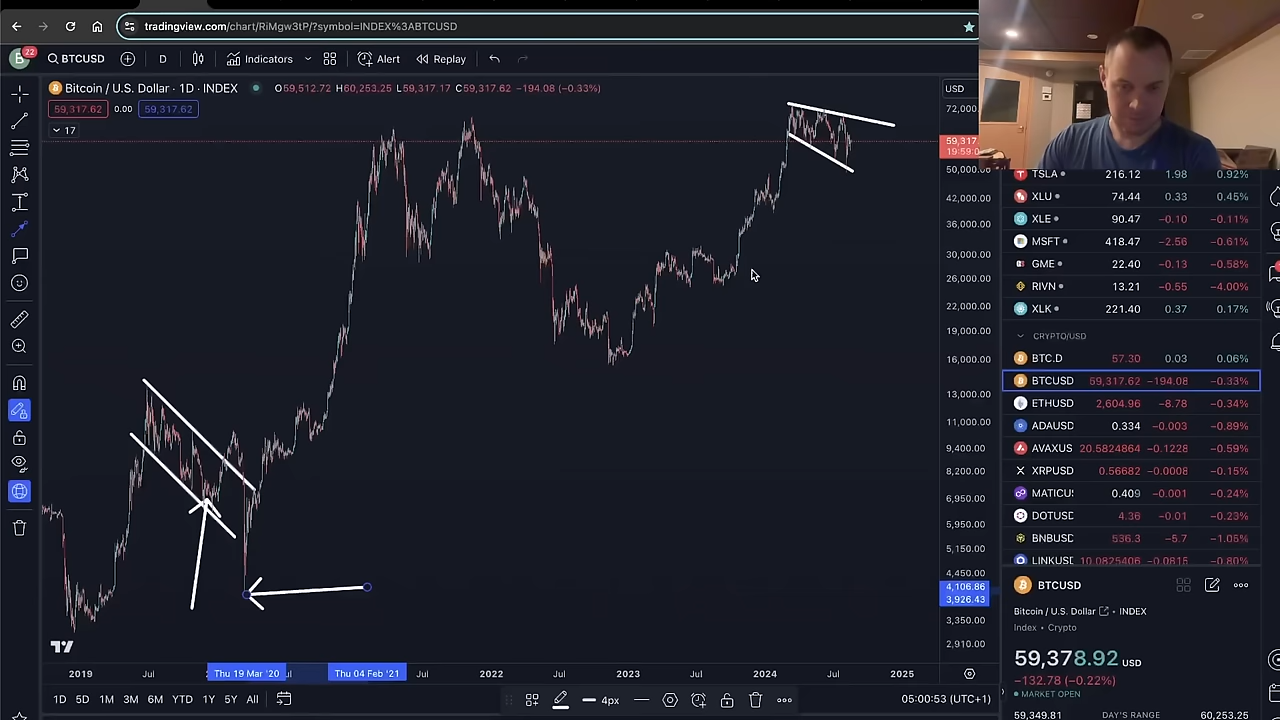 tradingview.com/chart/RiMgw3tP/?symbol=INDEX%3ABTCUSD
B 22 BTCUSD D Indicators Alert Replay
Bitcoin / U.S. Dollar · 1D · INDEX O59,512.72 H60,253.25 L59,317.17 C59,317.62 −194.08 (−0.33%) USD
59,317.62 0.00 59,317.62
17
72,000.00
59,317.
19:59:0
50,000.00
42,000.00
36,000.00
30,000.00
26,000.00
22,000.00
19,000.00
16,000.00
13,000.00
11,000.00
9,400.00
8,200.00
6,950.00
5,950.00
5,150.00
4,450.00
4,106.86
3,926.43
3,350.00
2,910.00
2019 Jul Thu 19 Mar '20 Jul Thu 04 Feb '21 Jul 2022 Jul 2023 Jul 2024 Jul 2025
1D 5D 1M 3M 6M YTD 1Y 5Y All 4px 05:00:53 (UTC+1)
TSLA 216.12 1.98 0.92%
XLU 74.44 0.33 0.45%
XLE 90.47 −0.10 −0.11%
MSFT 418.47 −2.56 −0.61%
GME 22.40 −0.13 −0.58%
RIVN 13.21 −0.55 −4.00%
XLK 221.40 0.37 0.17%
CRYPTO/USD
BTC.D 57.30 0.03 0.06%
BTCUSD 59,317.62 −194.08 −0.33%
ETHUSD 2,604.96 −8.78 −0.34%
ADAUSD 0.334 −0.003 −0.89%
AVAXUS 20.5824864 −0.1228 −0.59%
XRPUSD 0.56682 −0.0008 −0.15%
MATICU 0.409 −0.001 −0.24%
DOTUSD 4.36 −0.01 −0.23%
BNBUSD 536.3 −5.7 −1.05%
LINKUSD 10.0825406 −0.0815 −0.80%
BTCUSD
Bitcoin / U.S. Dollar · INDEX
Index · Crypto
59,378.92 USD
−132.78 (−0.22%)
MARKET OPEN
59,349.81 DAY'S RANGE 60,253.25